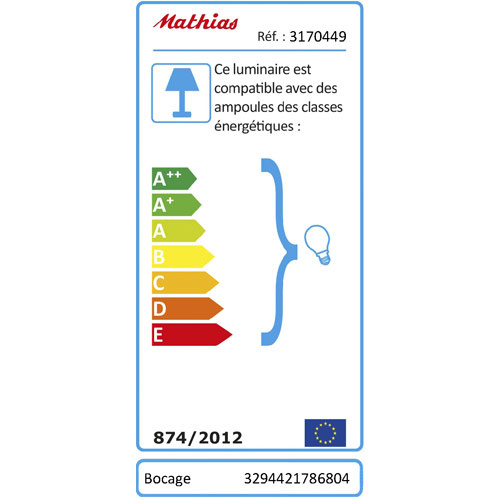 Mathias
Réf. : 3170449
Ce luminaire est
compatible avec des
ampoules des classes
énergétiques :
A++
A+
A
B
C
D
E
874/2012
Bocage 3294421786804